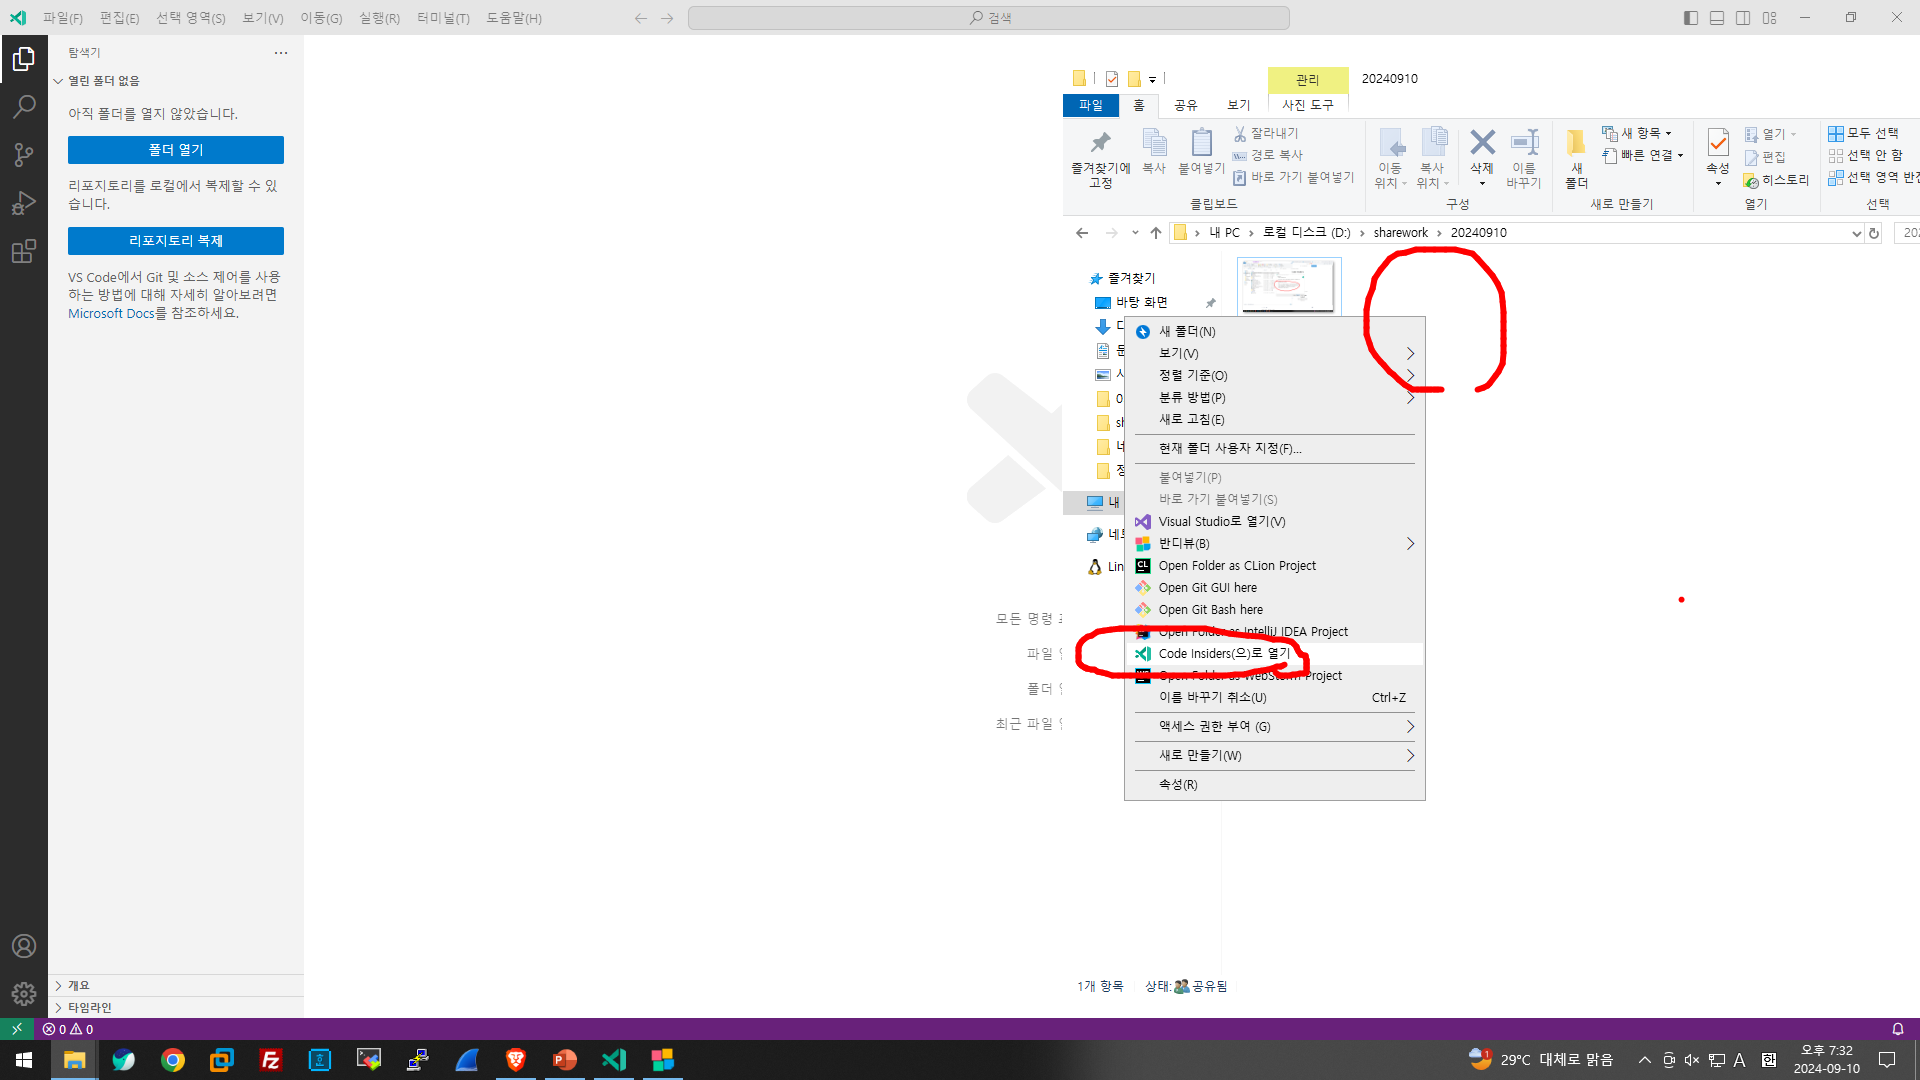 파일(F) 편집(E) 선택 영역(S) 보기(V) 이동(G) 실행(R) 터미널(T) 도움말(H)
검색
탐색기
열린 폴더 없음
아직 폴더를 열지 않았습니다.
폴더 열기
리포지토리를 로컬에서 복제할 수 있
습니다.
리포지토리 복제
VS Code에서 Git 및 소스 제어를 사용
하는 방법에 대해 자세히 알아보려면
Microsoft Docs를 참조하세요.
개요
타임라인
0 0
모든 명령
파일
폴더
최근 파일
관리 20240910
파일 홈 공유 보기 사진 도구
즐겨찾기에
고정
복사
붙여넣기
잘라내기
경로 복사
바로 가기 붙여넣기
클립보드
이동
위치
복사
위치
삭제
이름
바꾸기
구성
새
폴더
새 항목
빠른 연결
새로 만들기
속성
열기
편집
히스토리
열기
모두 선택
선택 안 함
선택 영역 반전
선택
내 PC 로컬 디스크 (D:) sharework 20240910
202
즐겨찾기
바탕 화면
내
Lin
새 폴더(N)
보기(V)
정렬 기준(O)
분류 방법(P)
새로 고침(E)
현재 폴더 사용자 지정(F)...
붙여넣기(P)
바로 가기 붙여넣기(S)
Visual Studio로 열기(V)
반디뷰(B)
Open Folder as CLion Project
Open Git GUI here
Open Git Bash here
Open Folder as IntelliJ IDEA Project
Code Insiders(으)로 열기
Open Folder as WebStorm Project
이름 바꾸기 취소(U) Ctrl+Z
액세스 권한 부여 (G)
새로 만들기(W)
속성(R)
1개 항목 상태: 공유됨
29°C 대체로 맑음
A
한
오후 7:32
2024-09-10